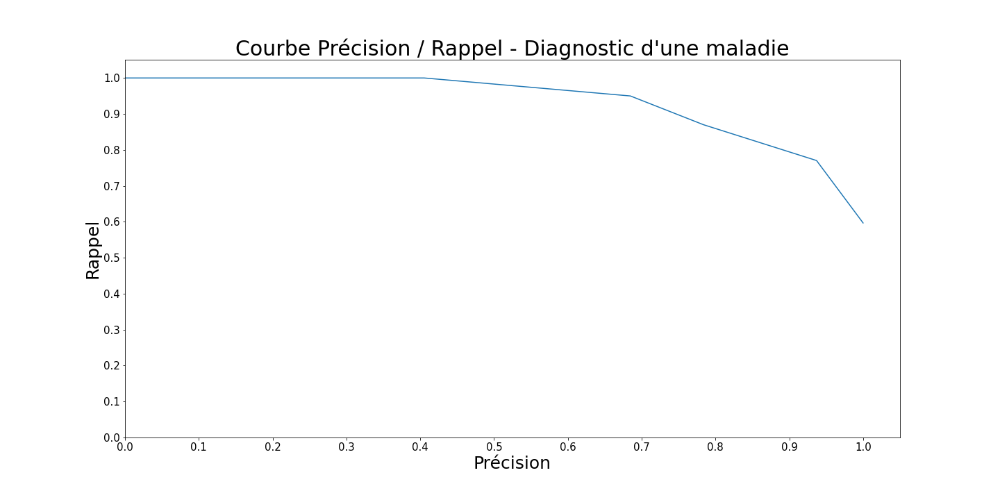 Courbe Précision / Rappel - Diagnostic d'une maladie
1.0
0.9
0.8
0.7
0.6
0.5
0.4
0.3
0.2
0.1
0.0
Rappel
0.0 0.1 0.2 0.3 0.4 0.5 0.6 0.7 0.8 0.9 1.0
Précision